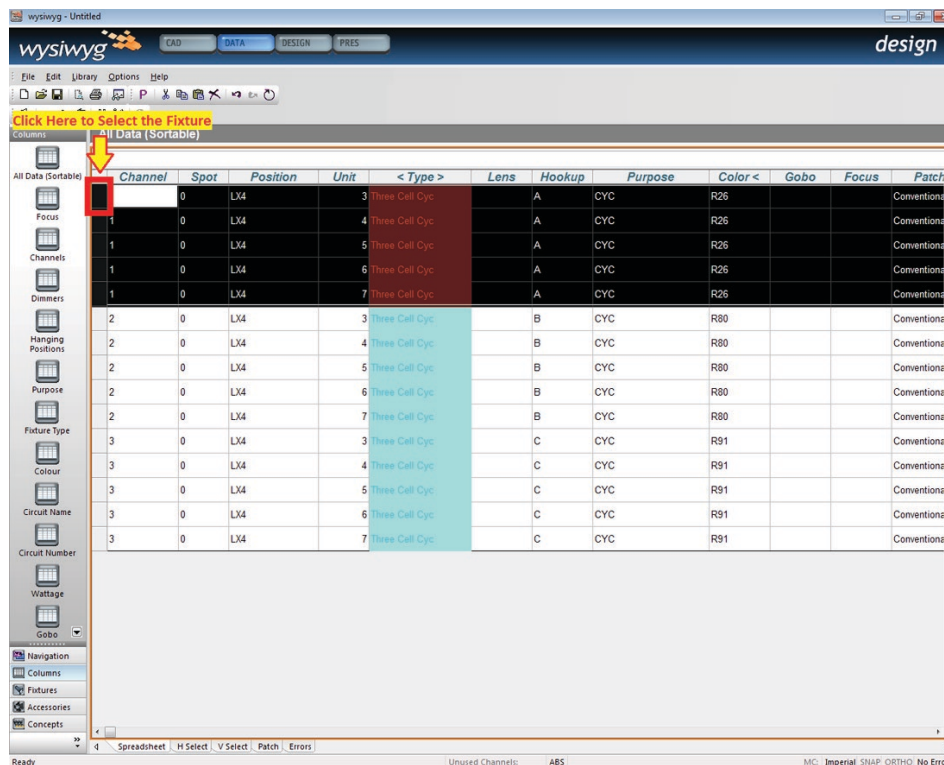 wysiwyg - Untitled
wysiwyg CAD DATA DESIGN PRES design
File Edit Library Options Help
P
Click Here to Select the Fixture
Columns All Data (Sortable)
All Data (Sortable)
Focus
Channels
Dimmers
Hanging
Positions
Purpose
Fixture Type
Colour
Circuit Name
Circuit Number
Wattage
Gobo
Navigation
Columns
Fixtures
Accessories
Concepts
Channel Spot Position Unit < Type > Lens Hookup Purpose Color < Gobo Focus Patch
0 LX4 3 Three Cell Cyc A CYC R26 Conventiona
1 0 LX4 4 Three Cell Cyc A CYC R26 Conventiona
1 0 LX4 5 Three Cell Cyc A CYC R26 Conventiona
1 0 LX4 6 Three Cell Cyc A CYC R26 Conventiona
1 0 LX4 7 Three Cell Cyc A CYC R26 Conventiona
2 0 LX4 3 Three Cell Cyc B CYC R80 Conventiona
2 0 LX4 4 Three Cell Cyc B CYC R80 Conventiona
2 0 LX4 5 Three Cell Cyc B CYC R80 Conventiona
2 0 LX4 6 Three Cell Cyc B CYC R80 Conventiona
2 0 LX4 7 Three Cell Cyc B CYC R80 Conventiona
3 0 LX4 3 Three Cell Cyc C CYC R91 Conventiona
3 0 LX4 4 Three Cell Cyc C CYC R91 Conventiona
3 0 LX4 5 Three Cell Cyc C CYC R91 Conventiona
3 0 LX4 6 Three Cell Cyc C CYC R91 Conventiona
3 0 LX4 7 Three Cell Cyc C CYC R91 Conventiona
Spreadsheet H Select V Select Patch Errors
Ready Unused Channels: ABS MC: Imperial SNAP ORTHO No Erro